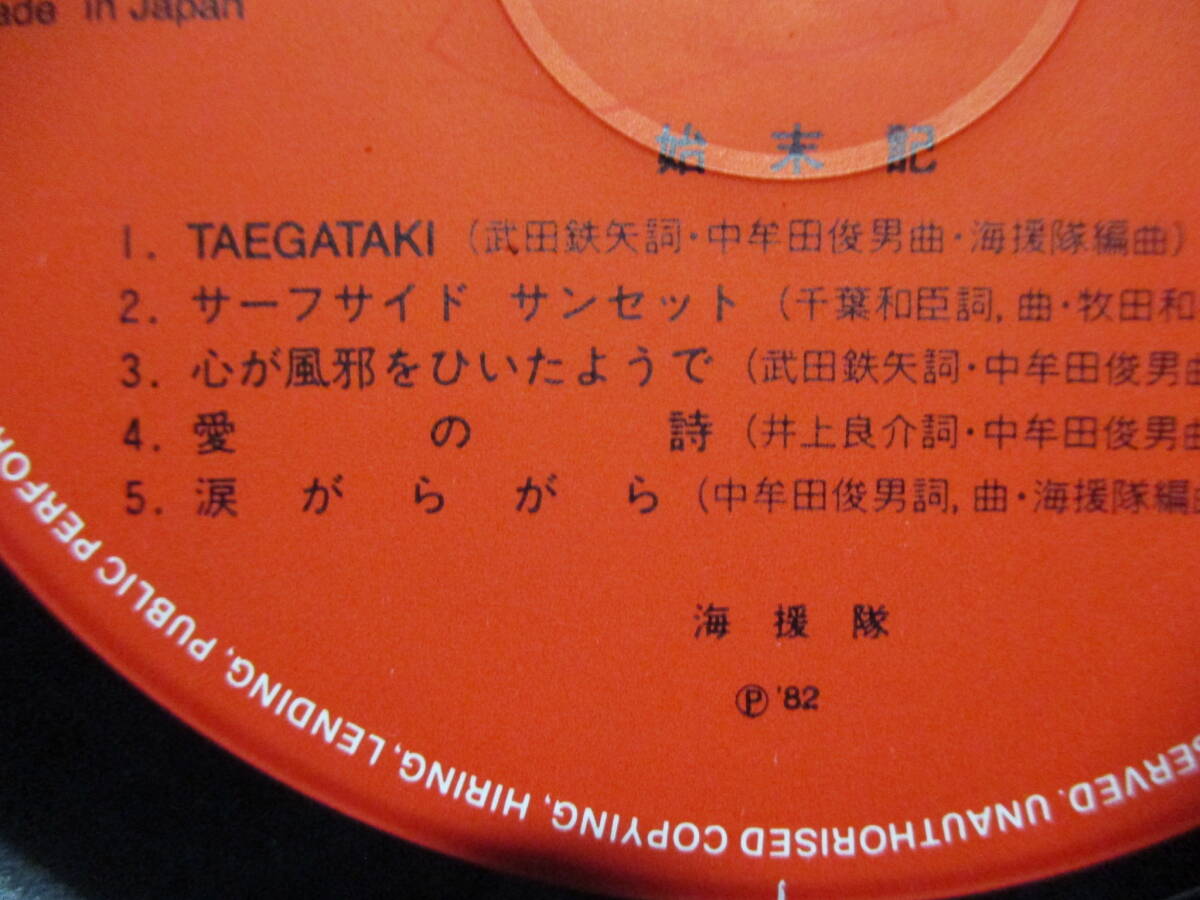 ade in Japan
始末記
1. TAEGATAKI (武田鉄矢詞・中牟田俊男曲・海援隊編曲)
2. サーフサイド サンセット (千葉和臣詞, 曲・牧田和
3. 心が風邪をひいたようで (武田鉄矢詞・中牟田俊男曲
4. 愛の詩 (井上良介詞・中牟田俊男曲
5. 涙がらがら (中牟田俊男詞, 曲・海援隊編
海援隊
Ⓟ '82
SERVED. UNAUTHORISED COPYING, HIRING, LENDING, PUBLIC PERFOR